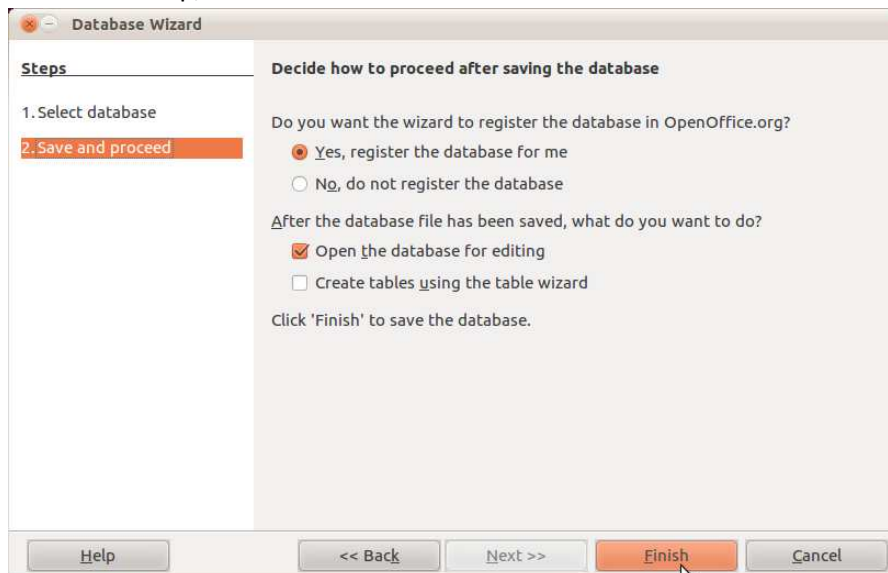 Database Wizard
Steps
1. Select database
2. Save and proceed
Decide how to proceed after saving the database
Do you want the wizard to register the database in OpenOffice.org?
Yes, register the database for me
No, do not register the database
After the database file has been saved, what do you want to do?
Open the database for editing
Create tables using the table wizard
Click 'Finish' to save the database.
Help
<< Back
Next >>
Finish
Cancel